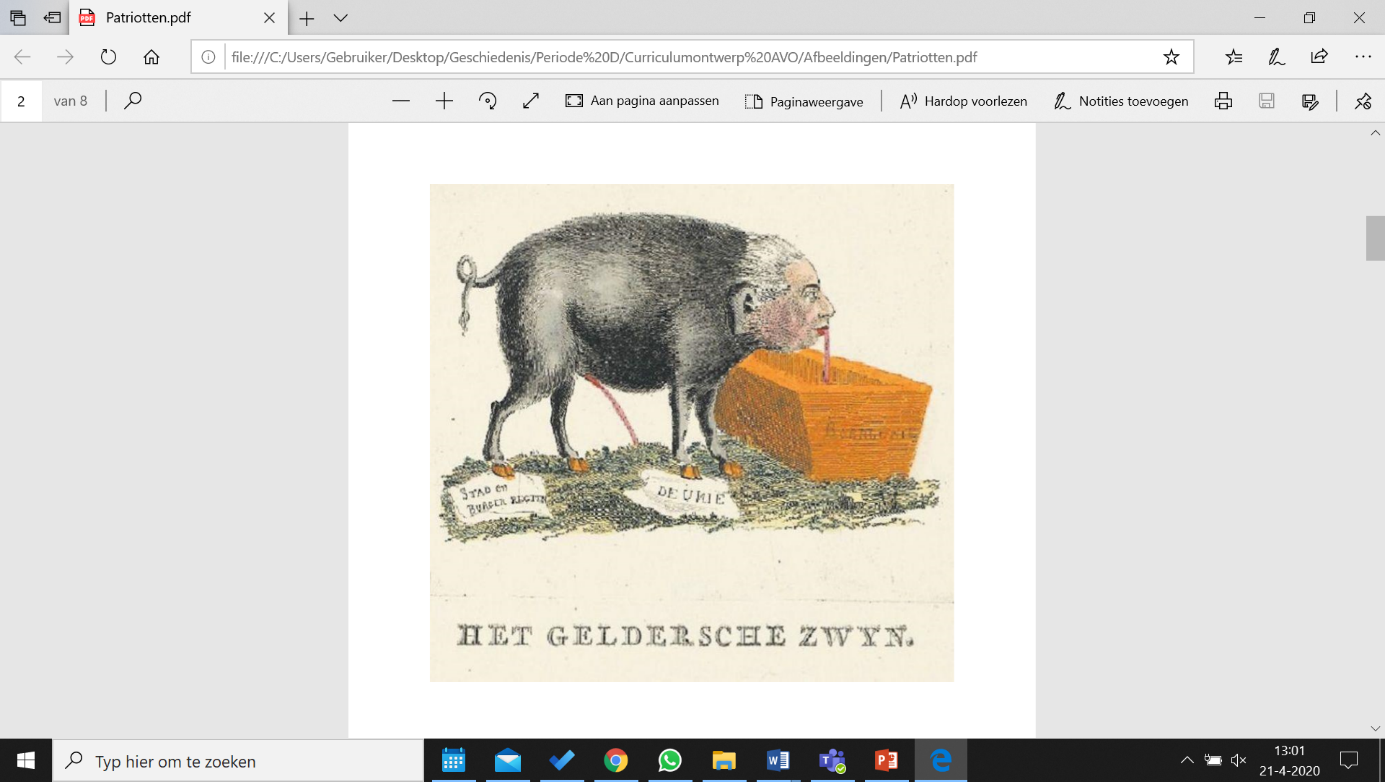 Patriotten.pdf
file:///C:/Users/Gebruiker/Desktop/Geschiedenis/Periode%20D/Curriculumontwerp%20AVO/Afbeeldingen/Patriotten.pdf
2 van 8 Aan pagina aanpassen Paginaweergave Hardop voorlezen Notities toevoegen
STAD en
BURGER REGTEN
DE UNIE
HET GELDERSCHE ZWYN.
Typ hier om te zoeken
13:01
21-4-2020